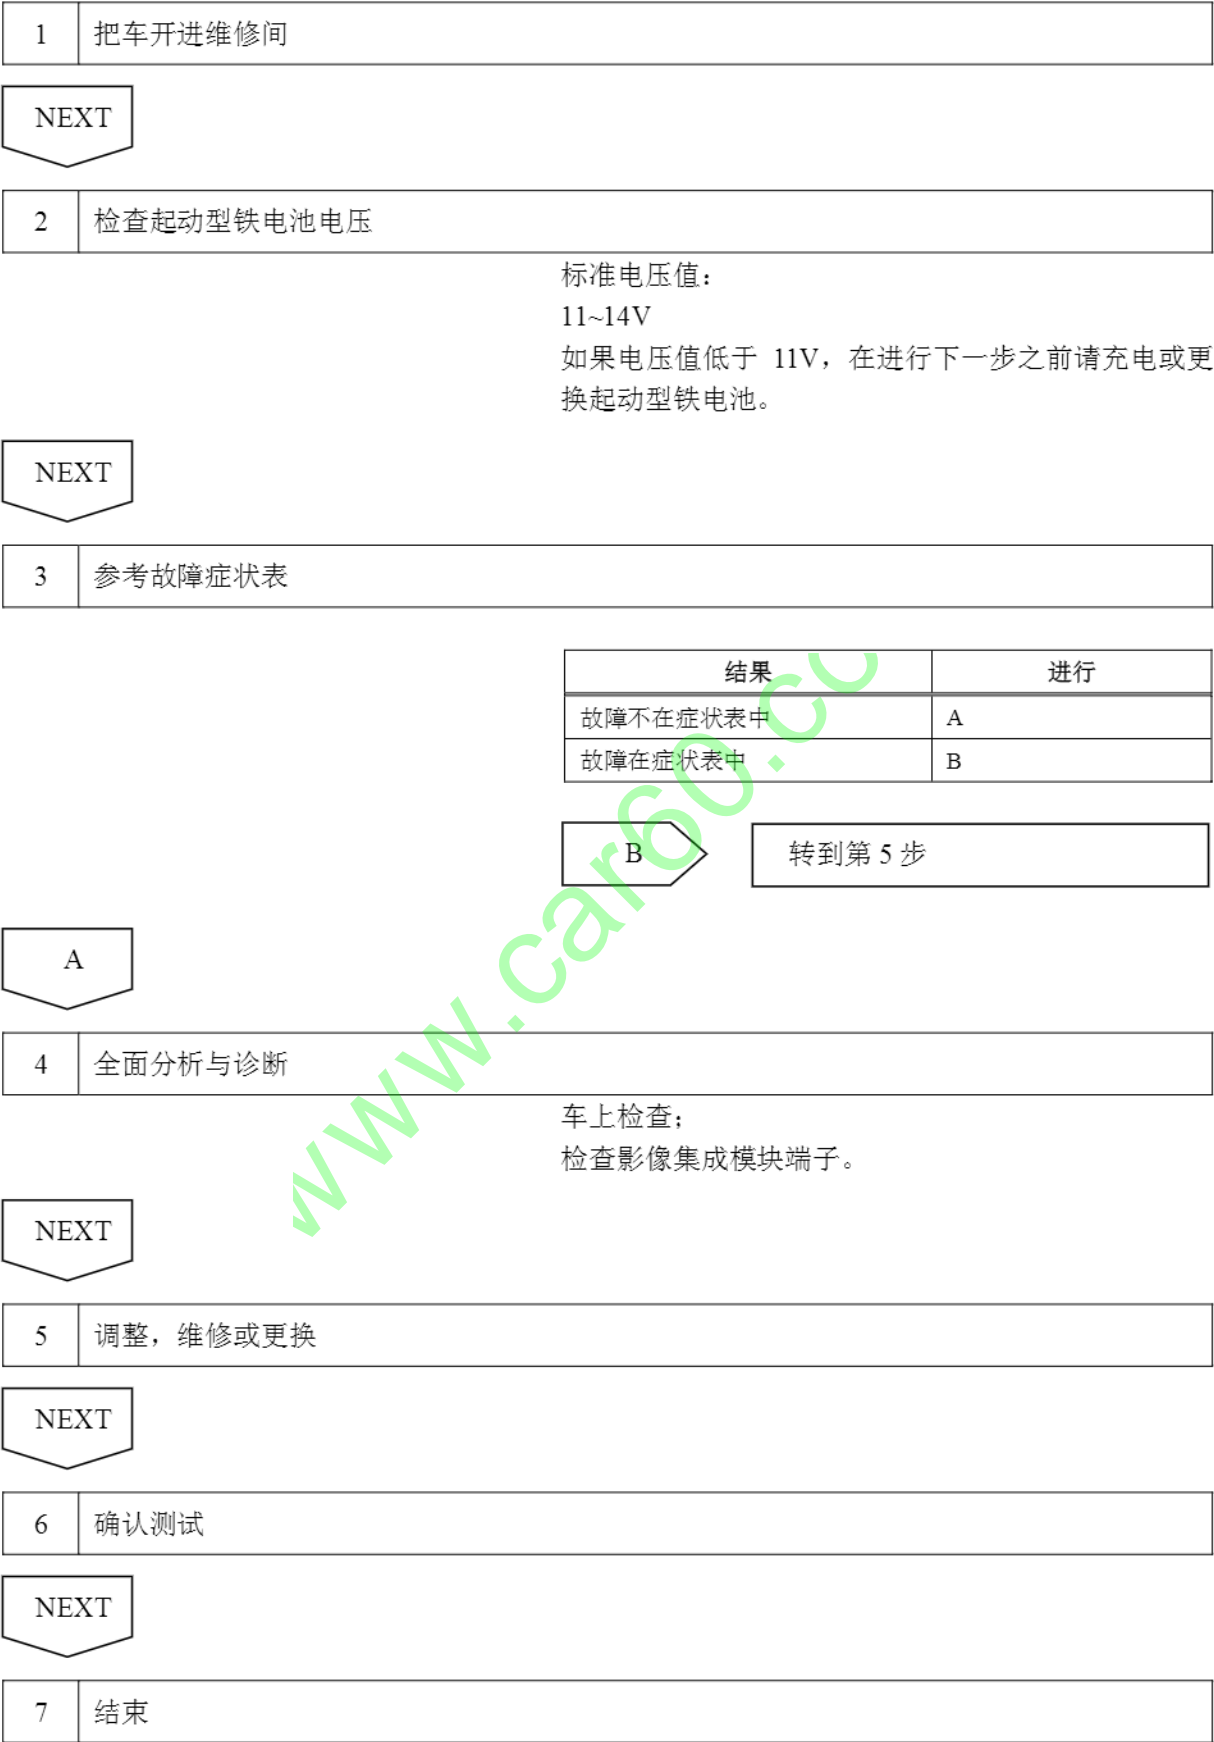 1 把车开进维修间
NEXT
2 检查起动型铁电池电压
标准电压值：
11~14V
如果电压值低于 11V，在进行下一步之前请充电或更
换起动型铁电池。
NEXT
3 参考故障症状表
结果 进行
故障不在症状表中 A
故障在症状表中 B
B 转到第 5 步
A
4 全面分析与诊断
车上检查；
检查影像集成模块端子。
NEXT
5 调整，维修或更换
NEXT
6 确认测试
NEXT
7 结束
www.car60.co